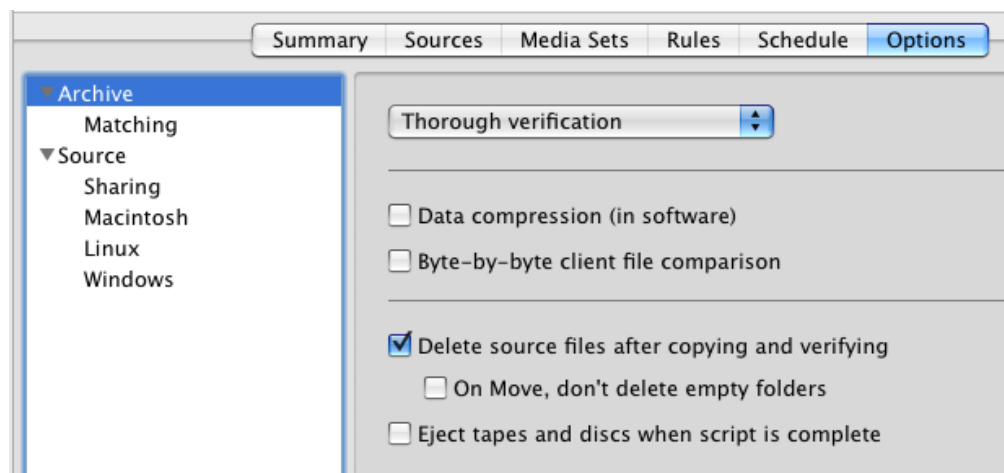 Summary Sources Media Sets Rules Schedule Options
Archive
Matching
Source
Sharing
Macintosh
Linux
Windows
Thorough verification
Data compression (in software)
Byte-by-byte client file comparison
Delete source files after copying and verifying
On Move, don't delete empty folders
Eject tapes and discs when script is complete